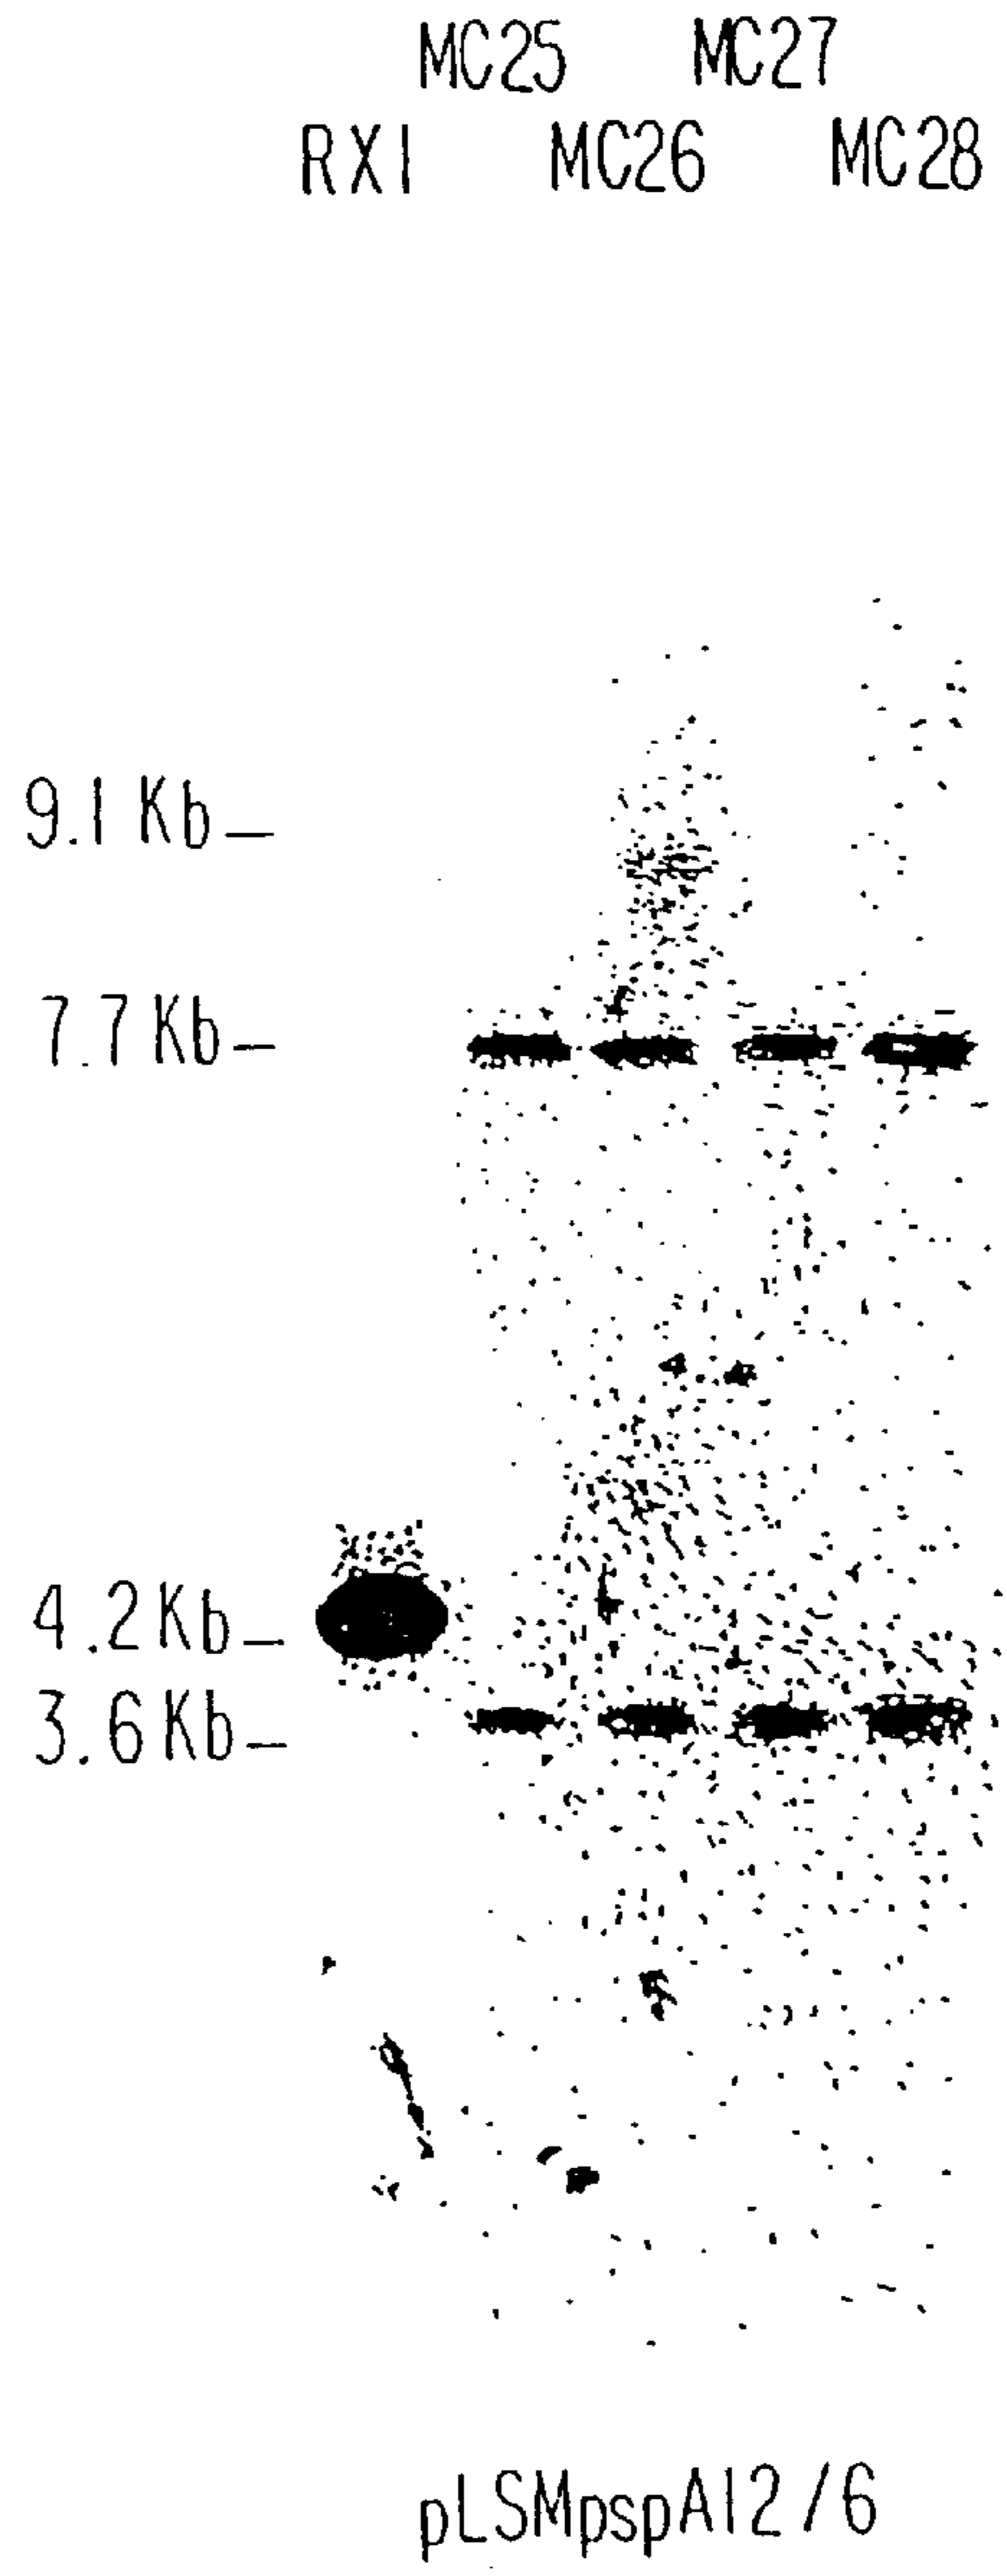 MC25 MC27
RX1 MC26 MC28
9.1 Kb
7.7 Kb
4.2 Kb
3.6 Kb
pLSMpspA12/6